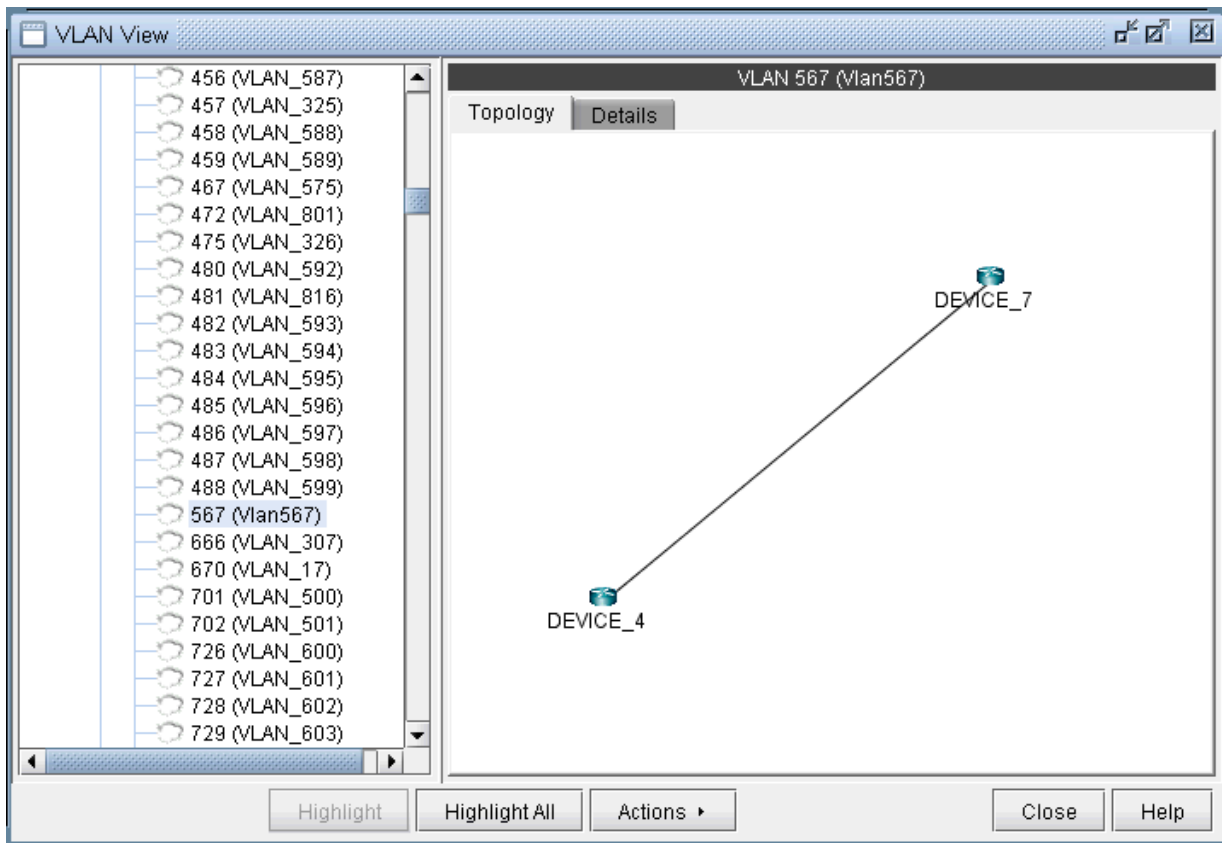 VLAN View
456 (VLAN_587)
457 (VLAN_325)
458 (VLAN_588)
459 (VLAN_589)
467 (VLAN_575)
472 (VLAN_801)
475 (VLAN_326)
480 (VLAN_592)
481 (VLAN_816)
482 (VLAN_593)
483 (VLAN_594)
484 (VLAN_595)
485 (VLAN_596)
486 (VLAN_597)
487 (VLAN_598)
488 (VLAN_599)
567 (Vlan567)
666 (VLAN_307)
670 (VLAN_17)
701 (VLAN_500)
702 (VLAN_501)
726 (VLAN_600)
727 (VLAN_601)
728 (VLAN_602)
729 (VLAN_603)
VLAN 567 (Vlan567)
Topology Details
DEVICE_7
DEVICE_4
Highlight Highlight All Actions Close Help